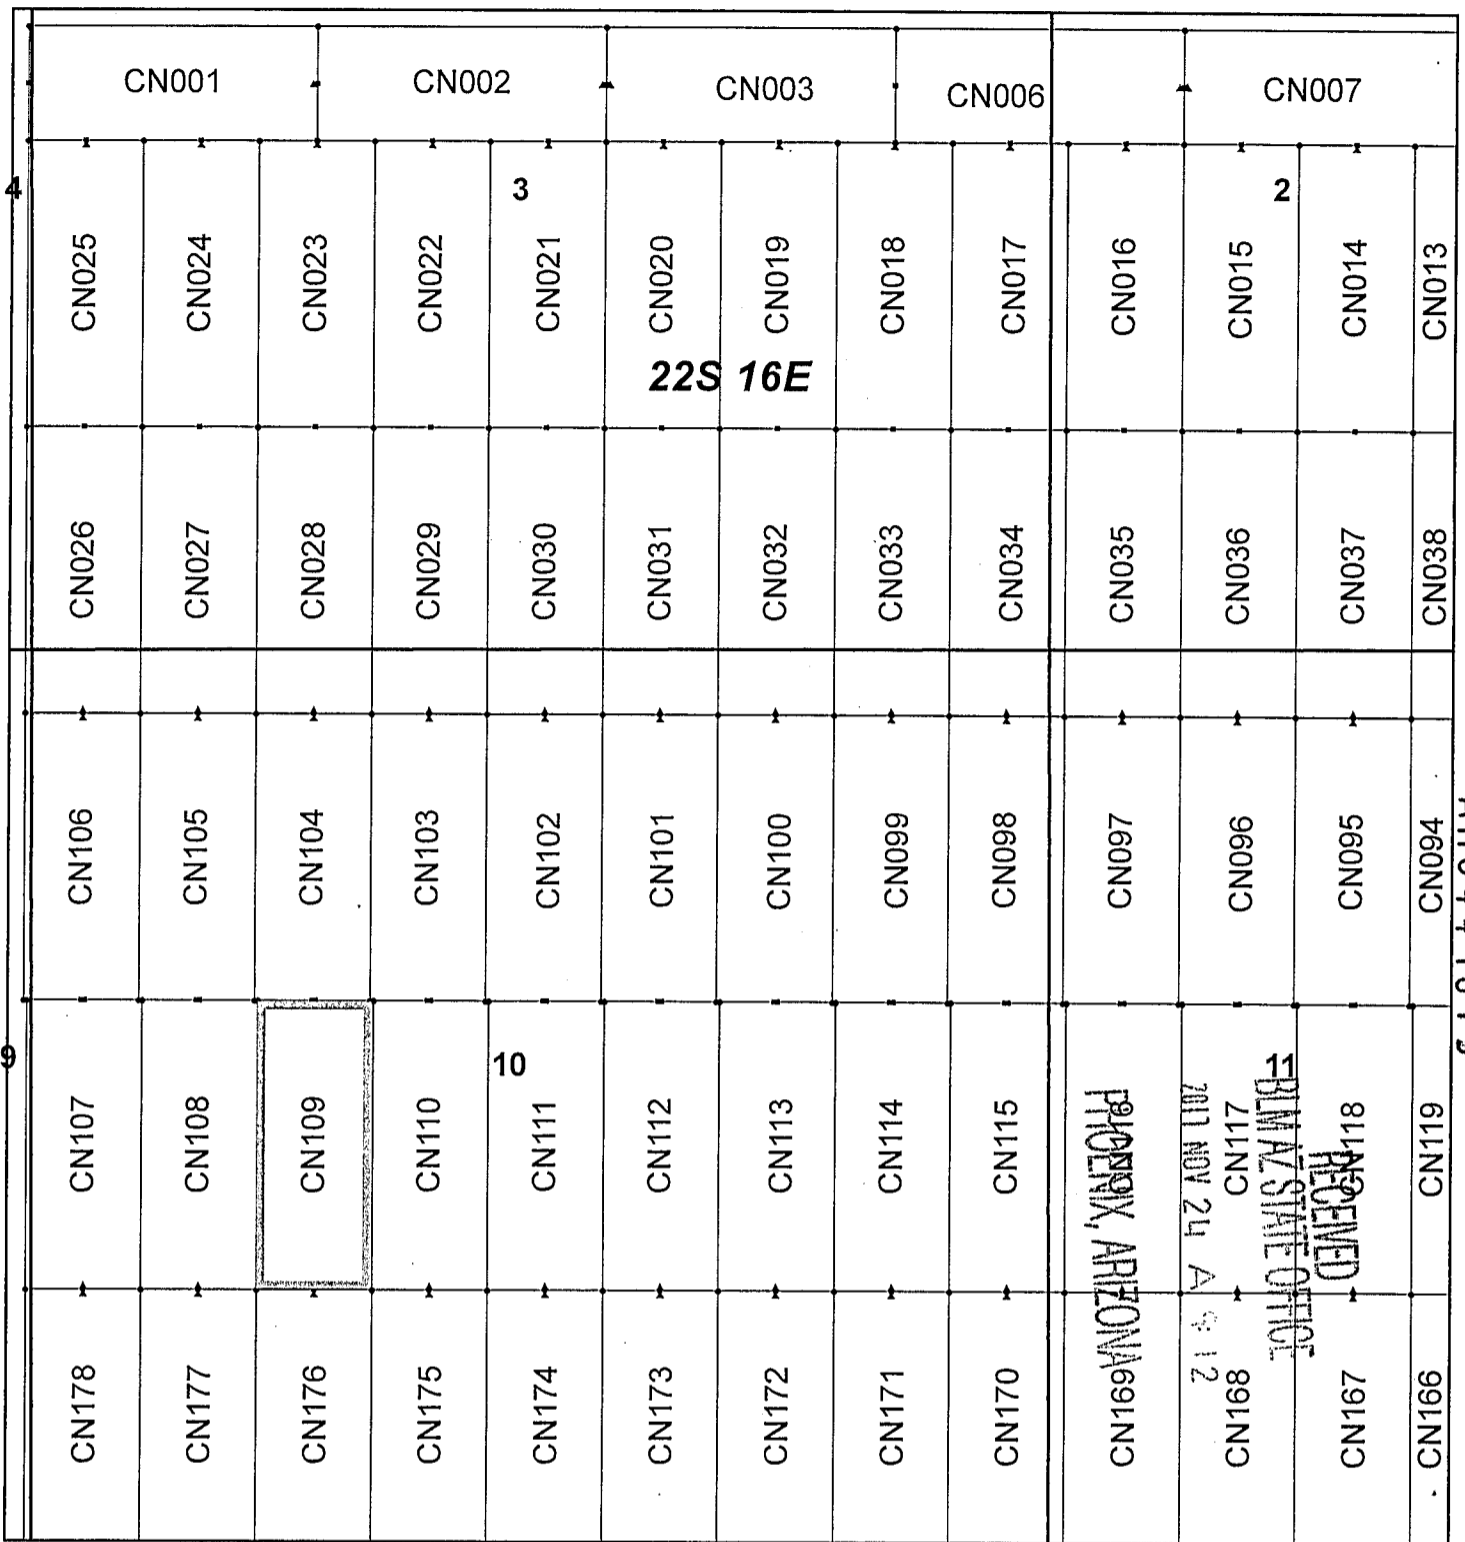 CN001 CN002 CN003 CN006 CN007
4 3 2
CN025 CN024 CN023 CN022 CN021 CN020 CN019 CN018 CN017 CN016 CN015 CN014 CN013
22S 16E
CN026 CN027 CN028 CN029 CN030 CN031 CN032 CN033 CN034 CN035 CN036 CN037 CN038
CN106 CN105 CN104 CN103 CN102 CN101 CN100 CN099 CN098 CN097 CN096 CN095 CN094
9 10 11
CN107 CN108 CN109 CN110 CN111 CN112 CN113 CN114 CN115 CN117 CN118 CN119
CN178 CN177 CN176 CN175 CN174 CN173 CN172 CN171 CN170 CN169 CN168 CN167 CN166
RECEIVED
BLM AZ STATE OFFICE
NOV 24 A
PHOENIX, ARIZONA